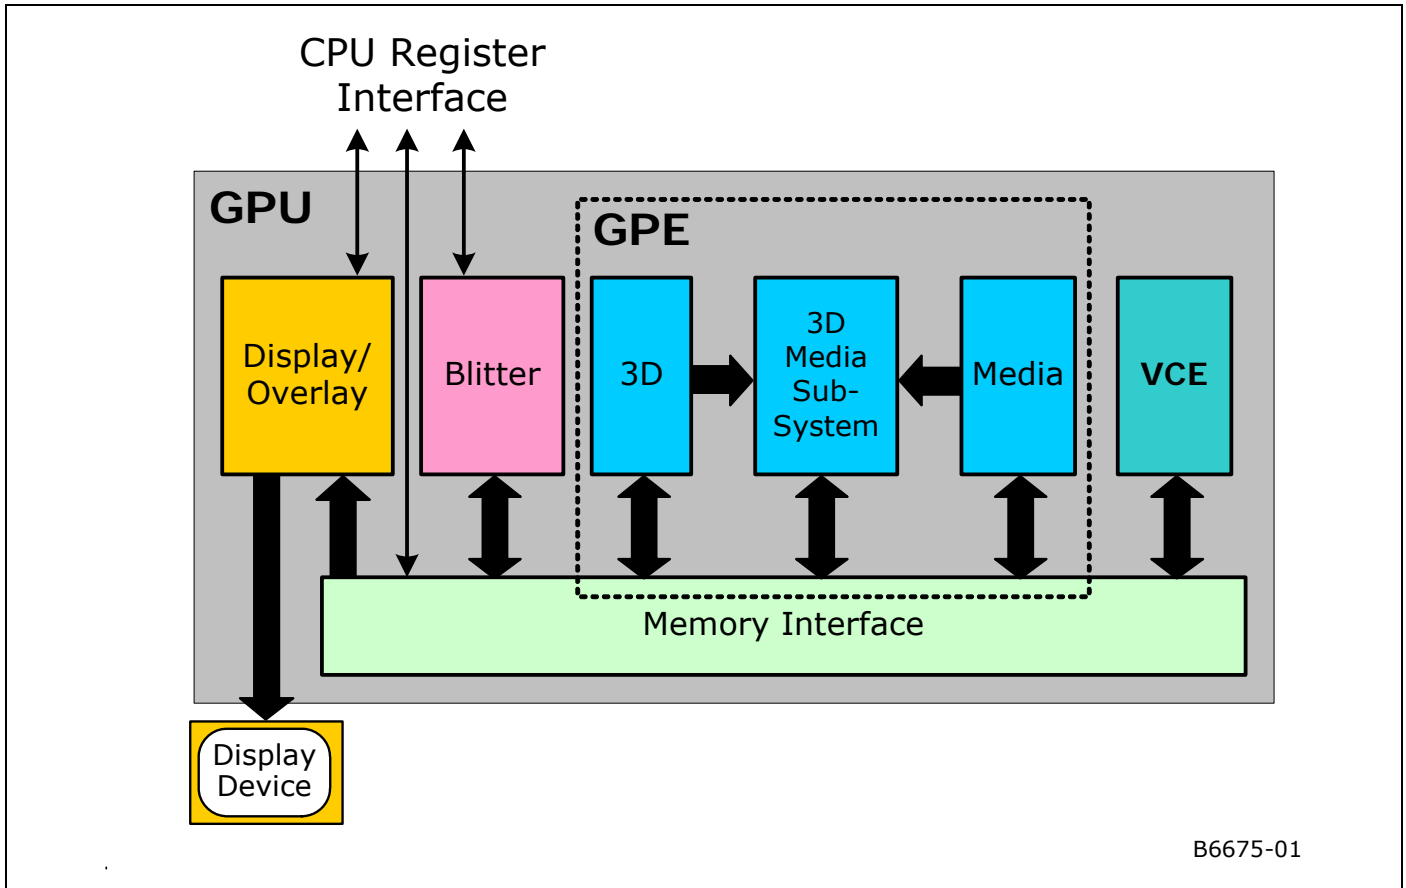 CPU Register
Interface
GPU
GPE
Display/
Overlay
Blitter
3D
3D
Media
Sub-
System
Media
VCE
Memory Interface
Display
Device
B6675-01